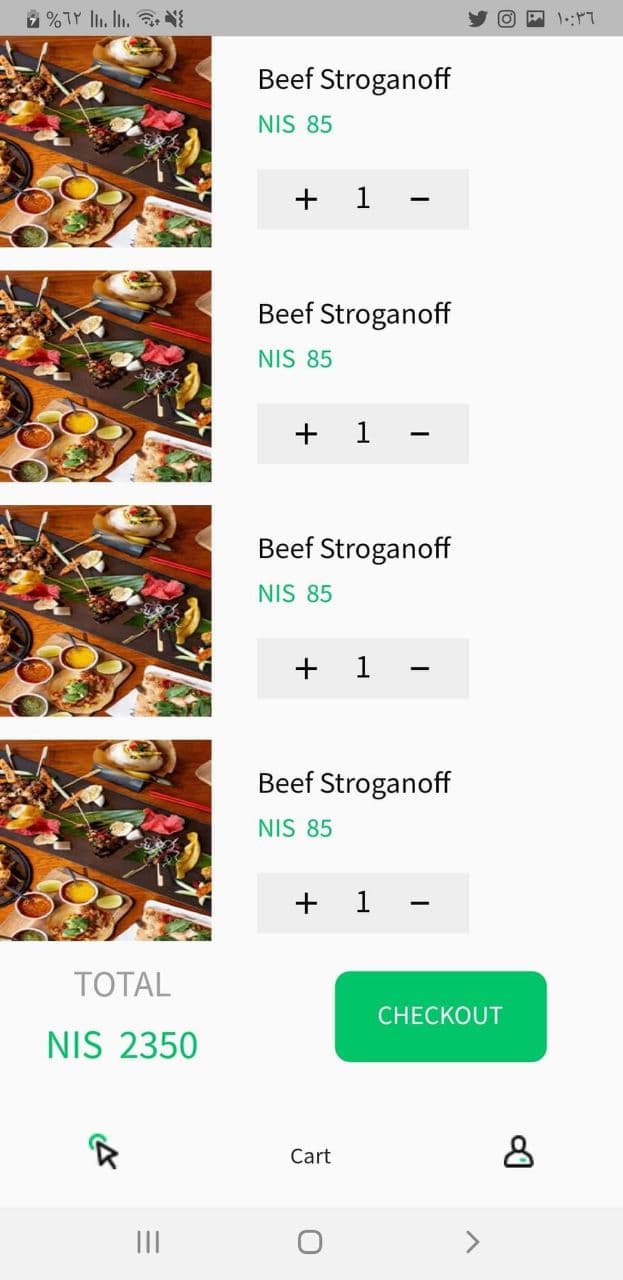 %٦٢
١٠:٣٦
Beef Stroganoff
NIS 85
+ 1 −
Beef Stroganoff
NIS 85
+ 1 −
Beef Stroganoff
NIS 85
+ 1 −
Beef Stroganoff
NIS 85
+ 1 −
TOTAL
NIS 2350
CHECKOUT
Cart